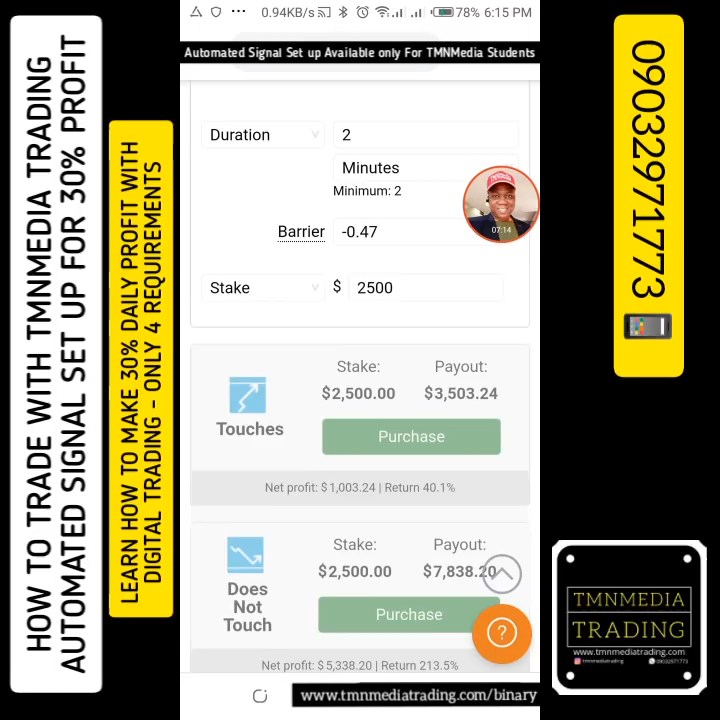 HOW TO TRADE WITH TMNMEDIA TRADING
AUTOMATED SIGNAL SET UP FOR 30% PROFIT
LEARN HOW TO MAKE 30% DAILY PROFIT WITH
DIGITAL TRADING - ONLY 4 REQUIREMENTS
0.94KB/s 78% 6:15 PM
Automated Signal Set up Available only For TMNMedia Students
Duration 2
Minutes
Minimum: 2
07:14
Barrier -0.47
Stake $ 2500
Stake: Payout:
$2,500.00 $3,503.24
Touches
Purchase
Net profit: $1,003.24 | Return 40.1%
Stake: Payout:
$2,500.00 $7,838.20
Does
Not
Touch
Purchase
?
Net profit: $5,338.20 | Return 213.5%
www.tmnmediatrading.com/binary
09032971773
TMNMEDIA
TRADING
www.tmnmediatrading.com
tmnmediatrading 09032971773